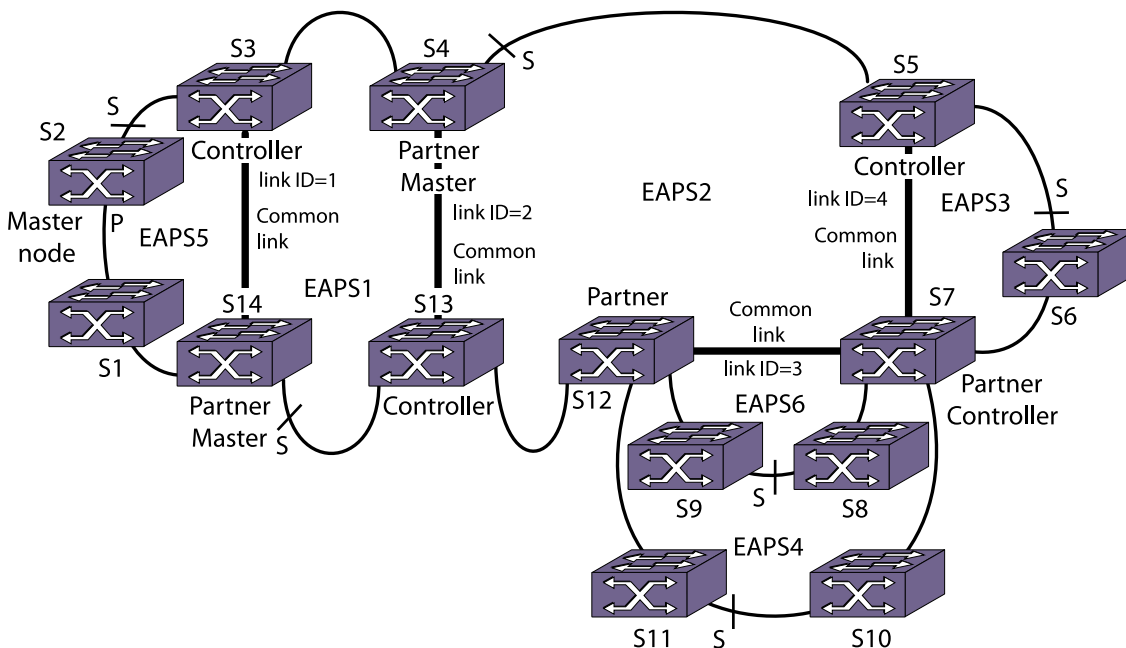 S3
S4
S
S5
S
S2
Controller
Partner
Master
Controller
link ID=1
link ID=2
link ID=4
EAPS2
EAPS3
S
Master
node
P
EAPS5
Common
link
Common
link
Common
link
S14
EAPS1
S13
Partner
S7
S6
Common
link
S1
link ID=3
S12
Partner
Master
S
Controller
EAPS6
Partner
Controller
S9
S
S8
EAPS4
S11
S
S10